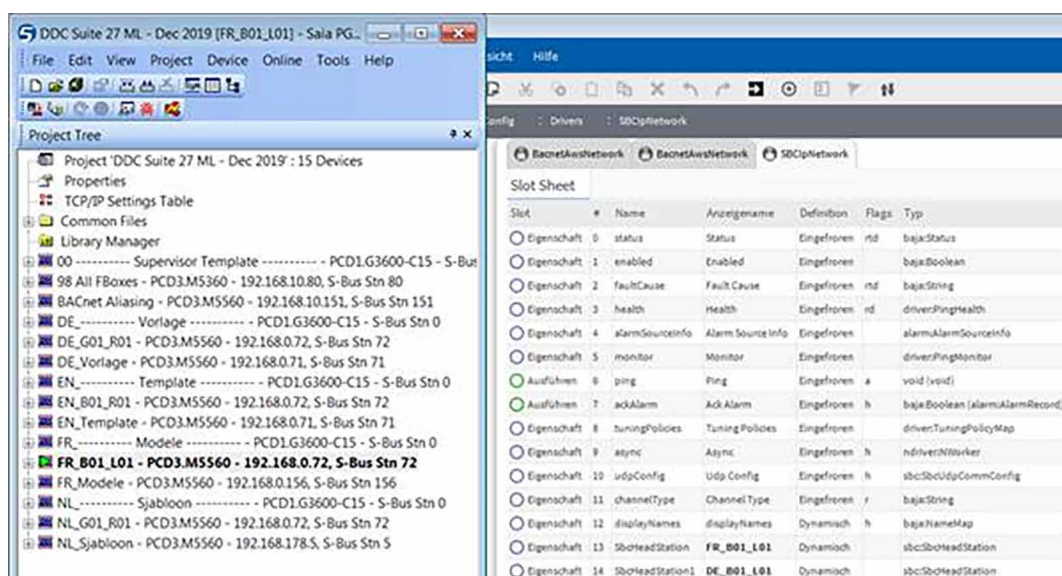 DDC Suite 27 ML - Dec 2019 [FR_B01_L01] - Saia PG...
File Edit View Project Device Online Tools Help
Project Tree
Project 'DDC Suite 27 ML - Dec 2019' : 15 Devices
Properties
TCP/IP Settings Table
Common Files
Library Manager
00 ---------- Supervisor Template ---------- - PCD1.G3600-C15 - S-Bus
98 All FBoxes - PCD3.M5360 - 192.168.10.80, S-Bus Stn 80
BACnet Aliasing - PCD3.M5560 - 192.168.10.151, S-Bus Stn 151
DE_---------- Vorlage ---------- - PCD1.G3600-C15 - S-Bus Stn 0
DE_G01_R01 - PCD3.M5560 - 192.168.0.72, S-Bus Stn 72
DE_Vorlage - PCD3.M5560 - 192.168.0.71, S-Bus Stn 71
EN_---------- Template ---------- - PCD1.G3600-C15 - S-Bus Stn 0
EN_B01_R01 - PCD3.M5560 - 192.168.0.72, S-Bus Stn 72
EN_Template - PCD3.M5560 - 192.168.0.71, S-Bus Stn 71
FR_---------- Modele ---------- - PCD1.G3600-C15 - S-Bus Stn 0
FR_B01_L01 - PCD3.M5560 - 192.168.0.72, S-Bus Stn 72
FR_Modele - PCD3.M5560 - 192.168.0.156, S-Bus Stn 156
NL_---------- Sjabloon ---------- - PCD1.G3600-C15 - S-Bus Stn 0
NL_G01_R01 - PCD3.M5560 - 192.168.0.72, S-Bus Stn 72
NL_Sjabloon - PCD3.M5560 - 192.168.178.5, S-Bus Stn 5
sicht Hilfe
onfig : Drivers : SBCIpNetwork
BacnetAwsNetwork BacnetAwsNetwork SBCIpNetwork
Slot Sheet
Slot # Name Anzeigename Definition Flags Typ
Eigenschaft 0 status Status Eingefroren rtd baja:Status
Eigenschaft 1 enabled Enabled Eingefroren baja:Boolean
Eigenschaft 2 faultCause Fault Cause Eingefroren rtd baja:String
Eigenschaft 3 health Health Eingefroren rd driver:PingHealth
Eigenschaft 4 alarmSourceInfo Alarm Source Info Eingefroren alarm:AlarmSourceInfo
Eigenschaft 5 monitor Monitor Eingefroren driver:PingMonitor
Ausführen 6 ping Ping Eingefroren a void (void)
Ausführen 7 ackAlarm Ack Alarm Eingefroren h baja:Boolean (alarm:AlarmRecord)
Eigenschaft 8 tuningPolicies Tuning Policies Eingefroren driver:TuningPolicyMap
Eigenschaft 9 async Async Eingefroren h ndriver:NWorker
Eigenschaft 10 udpConfig Udp Config Eingefroren h sbc:SbcUdpCommConfig
Eigenschaft 11 channelType Channel Type Eingefroren r baja:String
Eigenschaft 12 displayNames displayNames Dynamisch h baja:NameMap
Eigenschaft 13 SbcHeadStation FR_B01_L01 Dynamisch sbc:SbcHeadStation
Eigenschaft 14 SbcHeadStation1 DE_B01_L01 Dynamisch sbc:SbcHeadStation